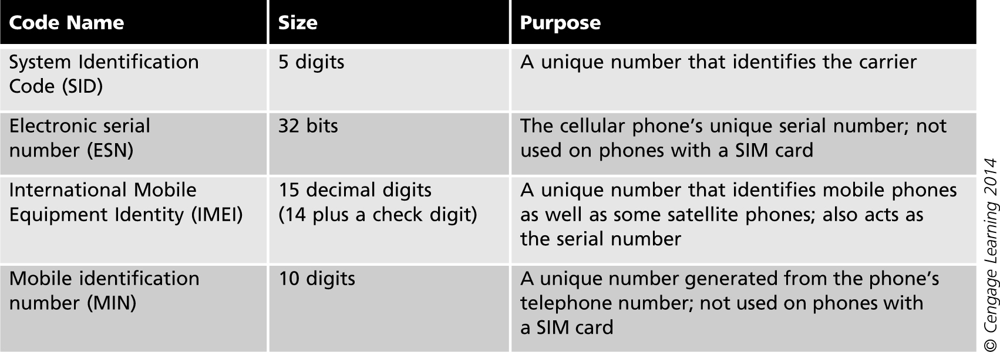 Code Name Size Purpose
System Identification
Code (SID)
5 digits
A unique number that identifies the carrier
Electronic serial
number (ESN)
32 bits
The cellular phone’s unique serial number; not
used on phones with a SIM card
International Mobile
Equipment Identity (IMEI)
15 decimal digits
(14 plus a check digit)
A unique number that identifies mobile phones
as well as some satellite phones; also acts as
the serial number
Mobile identification
number (MIN)
10 digits
A unique number generated from the phone’s
telephone number; not used on phones with
a SIM card
© Cengage Learning 2014